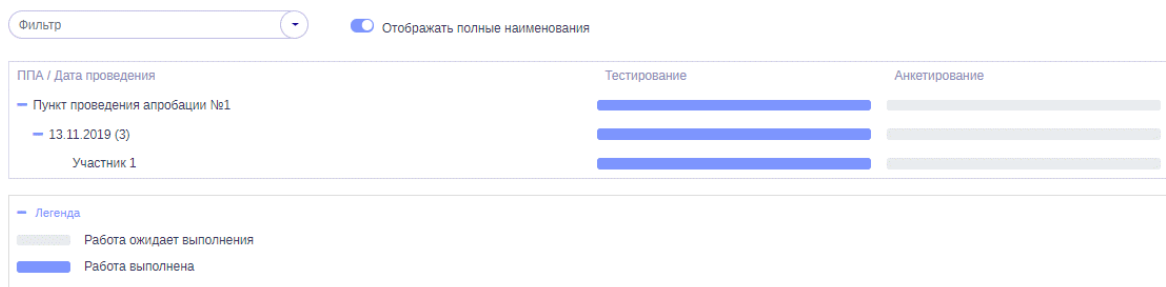 Фильтр
Отображать полные наименования
ППА / Дата проведения Тестирование Анкетирование
Пункт проведения апробации №1
13.11.2019 (3)
Участник 1
Легенда
Работа ожидает выполнения
Работа выполнена